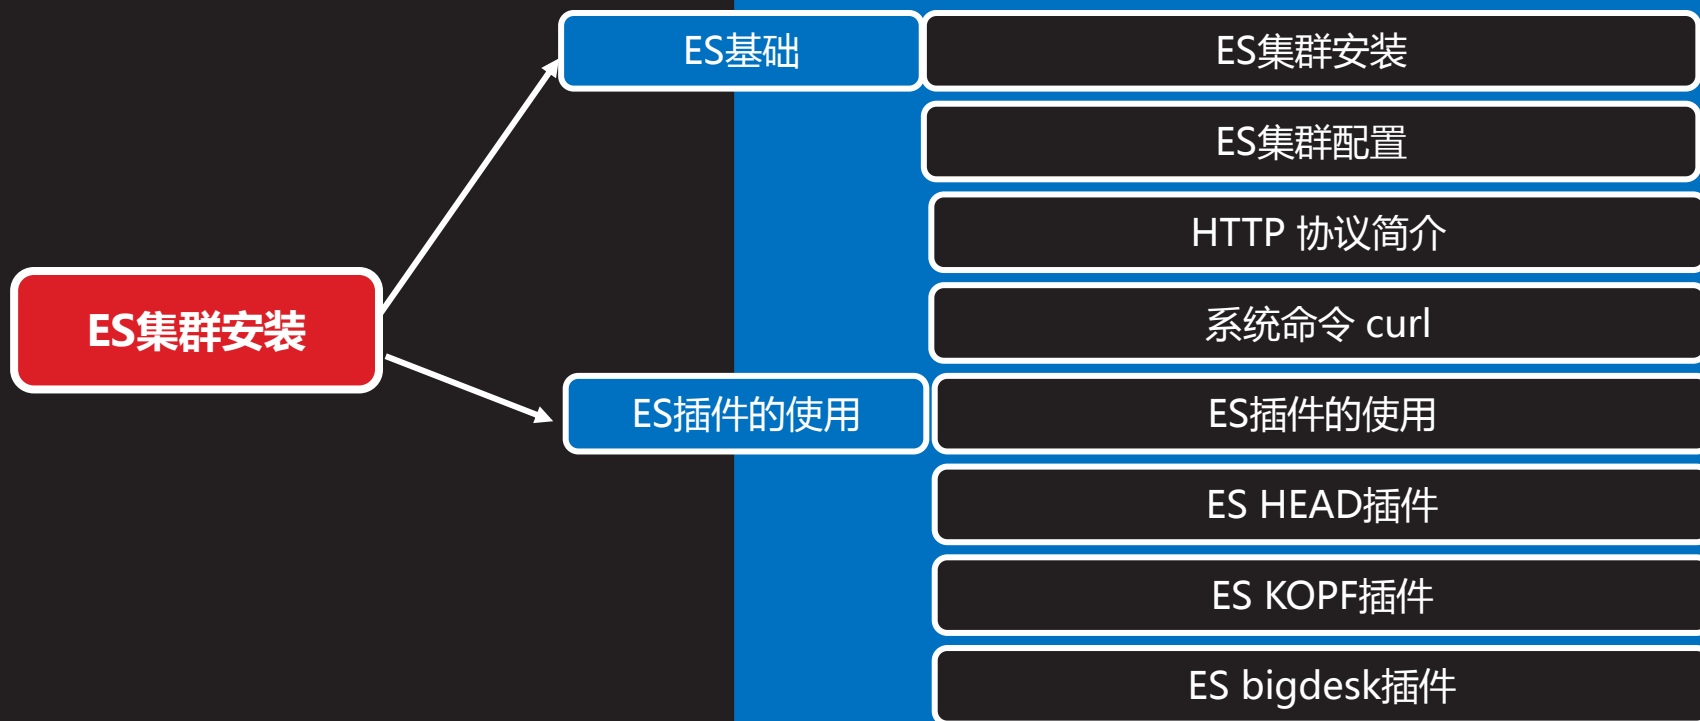 ES集群安装
ES基础
ES集群安装
ES集群配置
HTTP 协议简介
系统命令 curl
ES插件的使用
ES插件的使用
ES HEAD插件
ES KOPF插件
ES bigdesk插件